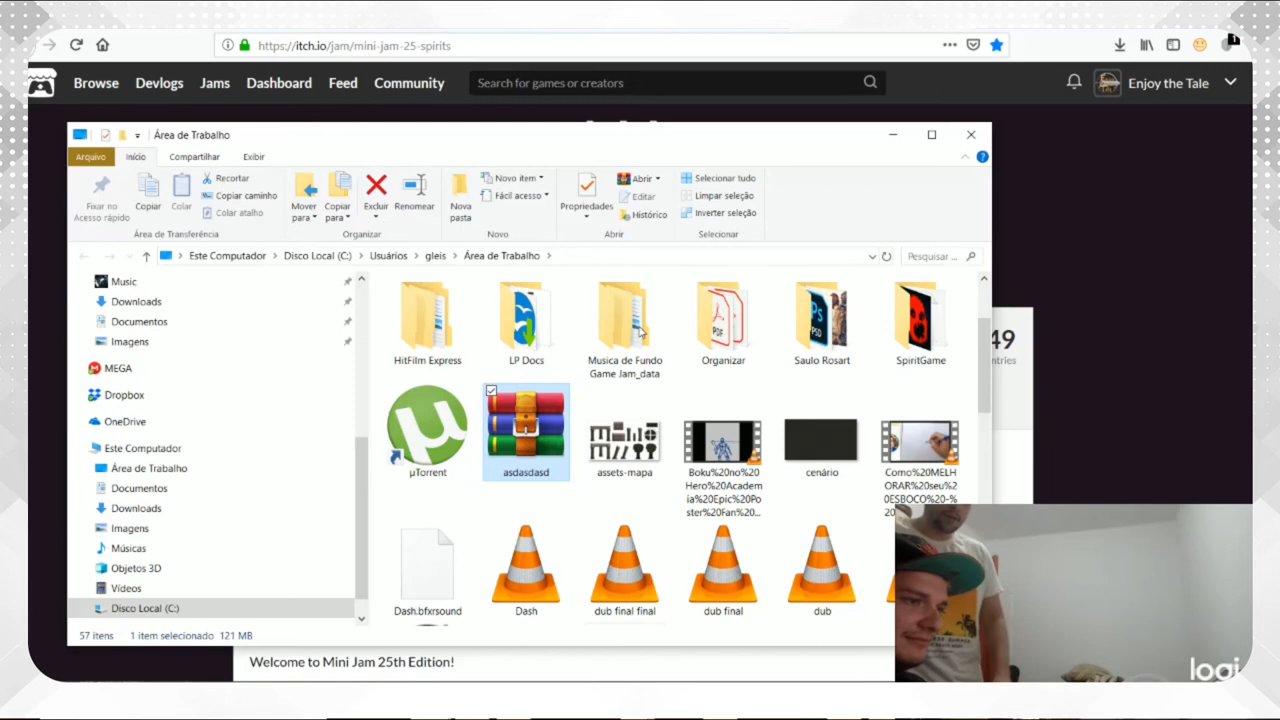 https://itch.io/jam/mini-jam-25-spirits
1
Browse Devlogs Jams Dashboard Feed Community Search for games or creators Enjoy the Tale
Área de Trabalho
Arquivo Início Compartilhar Exibir
Fixar no
Acesso rápido
Copiar
Colar
Recortar
Copiar caminho
Colar atalho
Área de Transferência
Mover
para
Copiar
para
Excluir
Renomear
Organizar
Nova
pasta
Novo item
Fácil acesso
Novo
Propriedades
Abrir
Editar
Histórico
Abrir
Selecionar tudo
Limpar seleção
Inverter seleção
Selecionar
Este Computador Disco Local (C:) Usuários gleis Área de Trabalho
Pesquisar ...
Music
Downloads
Documentos
Imagens
MEGA
Dropbox
OneDrive
Este Computador
Área de Trabalho
Documentos
Downloads
Imagens
Músicas
Objetos 3D
Vídeos
Disco Local (C:)
HitFilm Express
LP Docs
Musica de Fundo
Game Jam_data
Organizar
Saulo Rosart
SpiritGame
µTorrent
asdasdasd
assets-mapa
Boku%20no%20
Hero%20Academ
ia%20Epic%20Po
ster%20Fan%20...
cenário
Como%20MELH
ORAR%20seu%2
0ESBOCO%20-%
Dash.bfxrsound
Dash
dub final final
dub final
dub
57 itens 1 item selecionado 121 MB
49
Welcome to Mini Jam 25th Edition!
logi